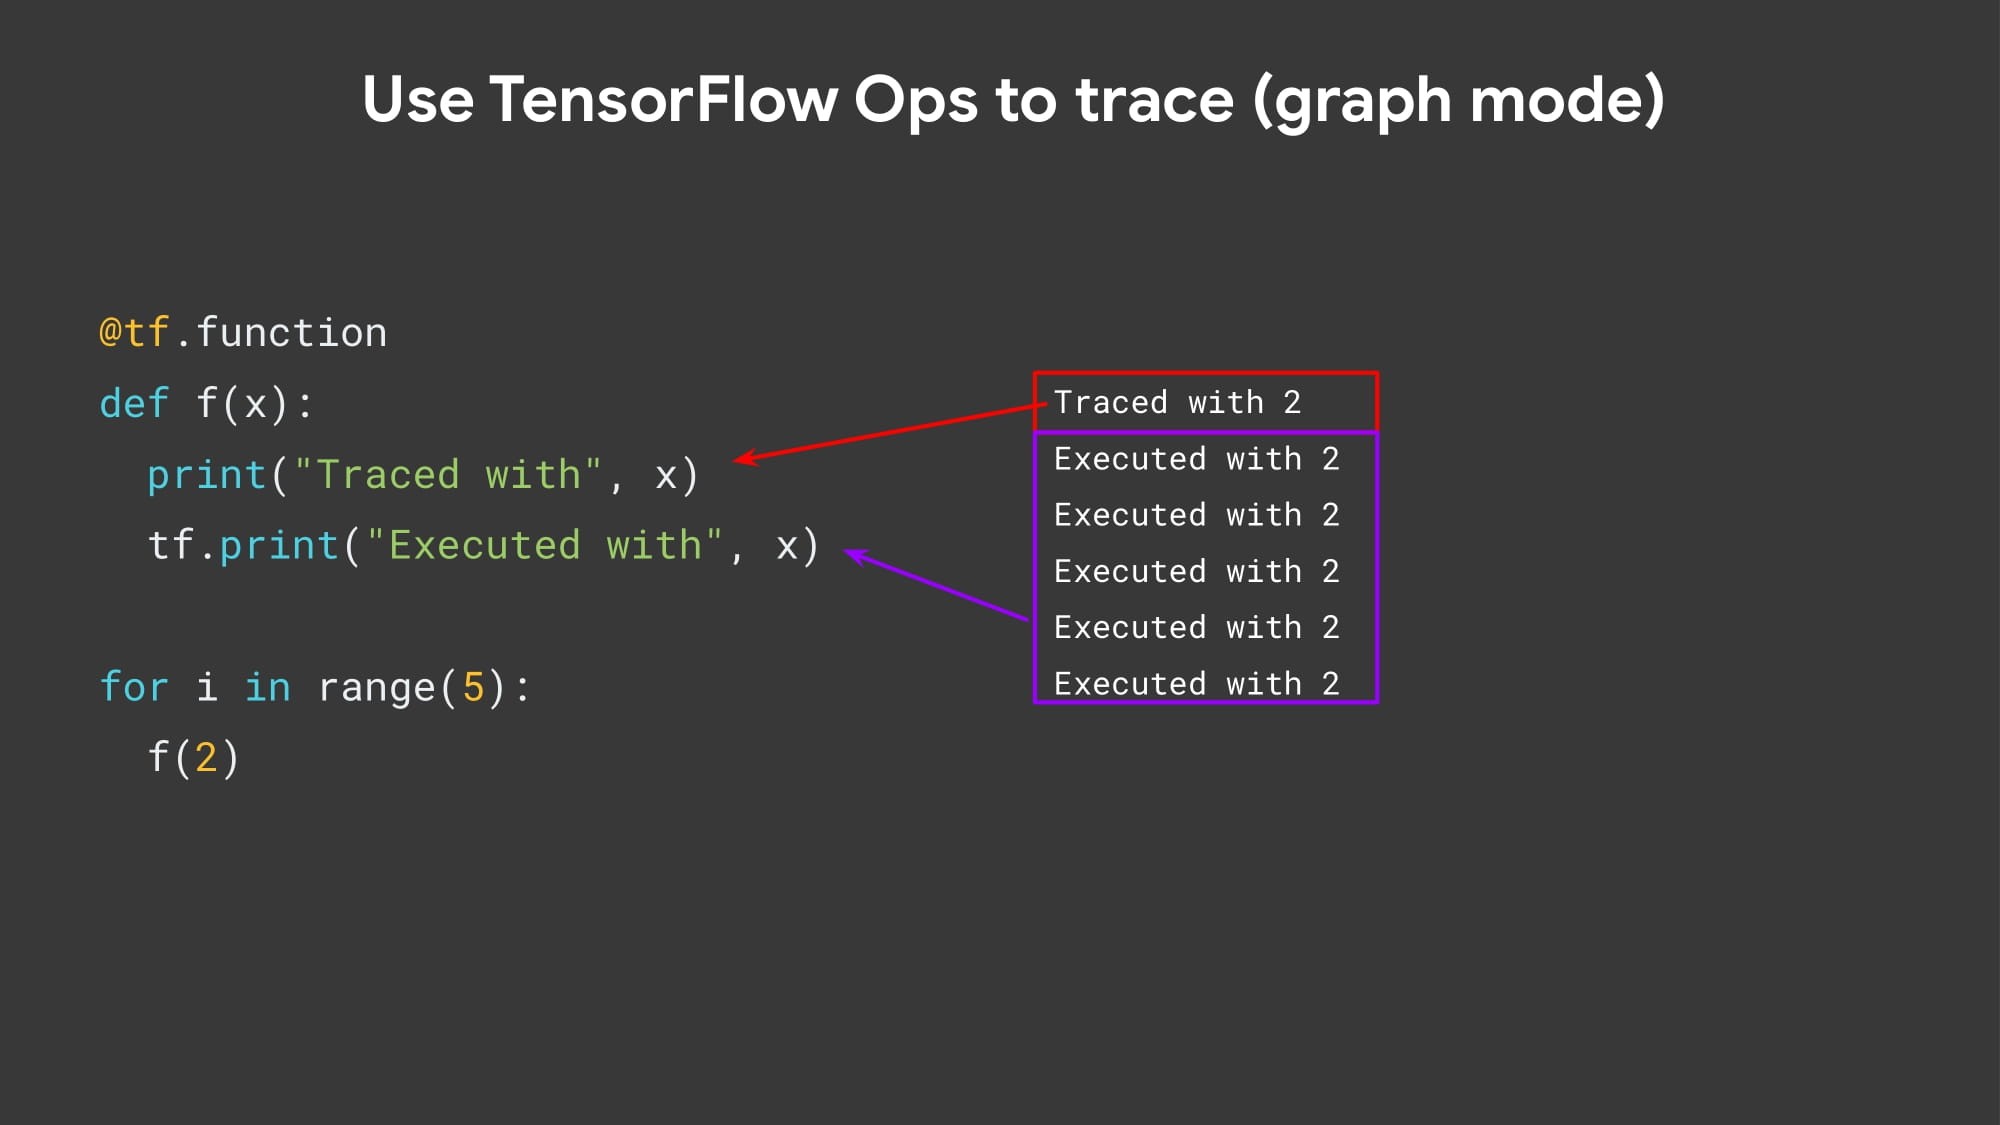 Use TensorFlow Ops to trace (graph mode)
@tf.function
def f(x):
  print("Traced with", x)
  tf.print("Executed with", x)
for i in range(5):
  f(2)
Traced with 2
Executed with 2
Executed with 2
Executed with 2
Executed with 2
Executed with 2